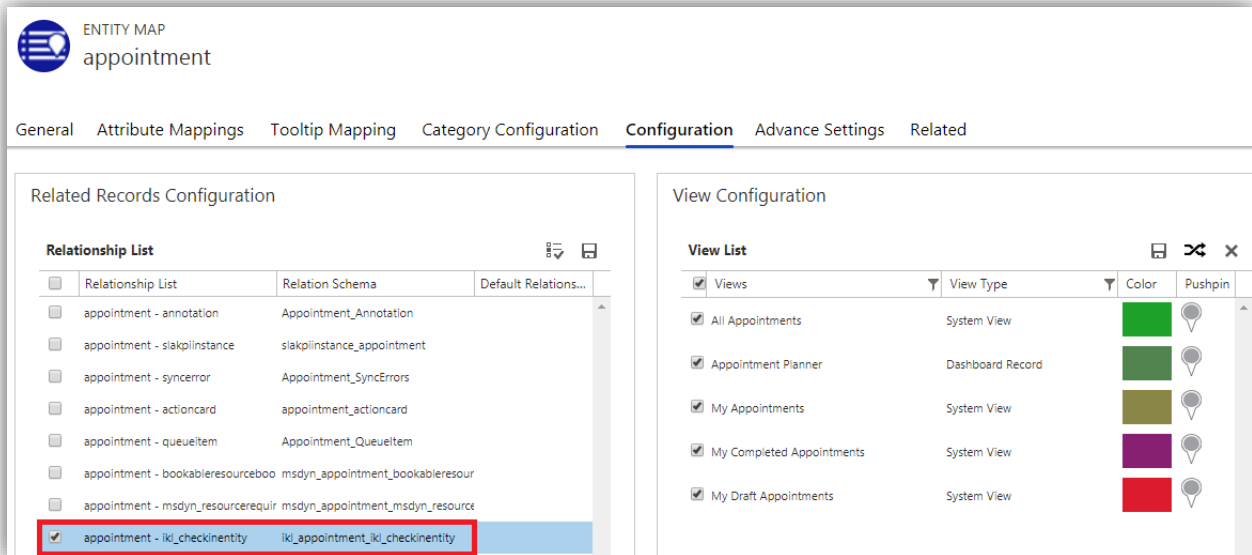 ENTITY MAP
appointment
General Attribute Mappings Tooltip Mapping Category Configuration Configuration Advance Settings Related
Related Records Configuration
Relationship List
Relationship List Relation Schema Default Relations...
appointment - annotation Appointment_Annotation
appointment - slakpiinstance slakpiinstance_appointment
appointment - syncerror Appointment_SyncErrors
appointment - actioncard appointment_actioncard
appointment - queueitem Appointment_QueueItem
appointment - bookableresourceboo msdyn_appointment_bookableresour
appointment - msdyn_resourcerequir msdyn_appointment_msdyn_resource
appointment - ikl_checkinentity ikl_appointment_ikl_checkinentity
View Configuration
View List
Views View Type Color Pushpin
All Appointments System View
Appointment Planner Dashboard Record
My Appointments System View
My Completed Appointments System View
My Draft Appointments System View